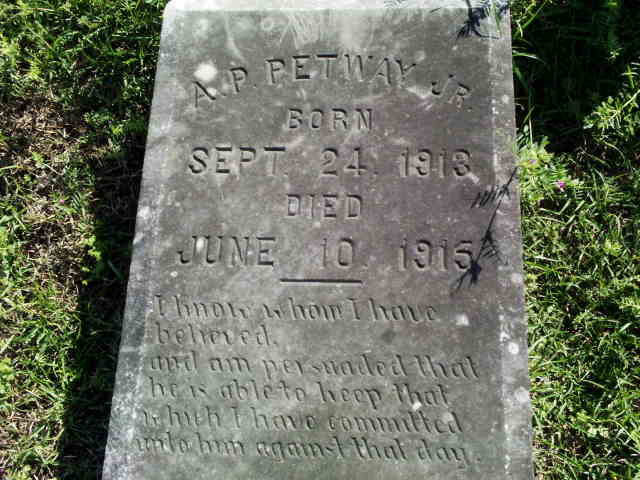 A. P. PETWAY JR.
BORN
SEPT. 24. 1913
DIED
JUNE 10. 1915
I know whom I have
believed,
and am persuaded that
he is able to keep that
which I have committed
unto him against that day.